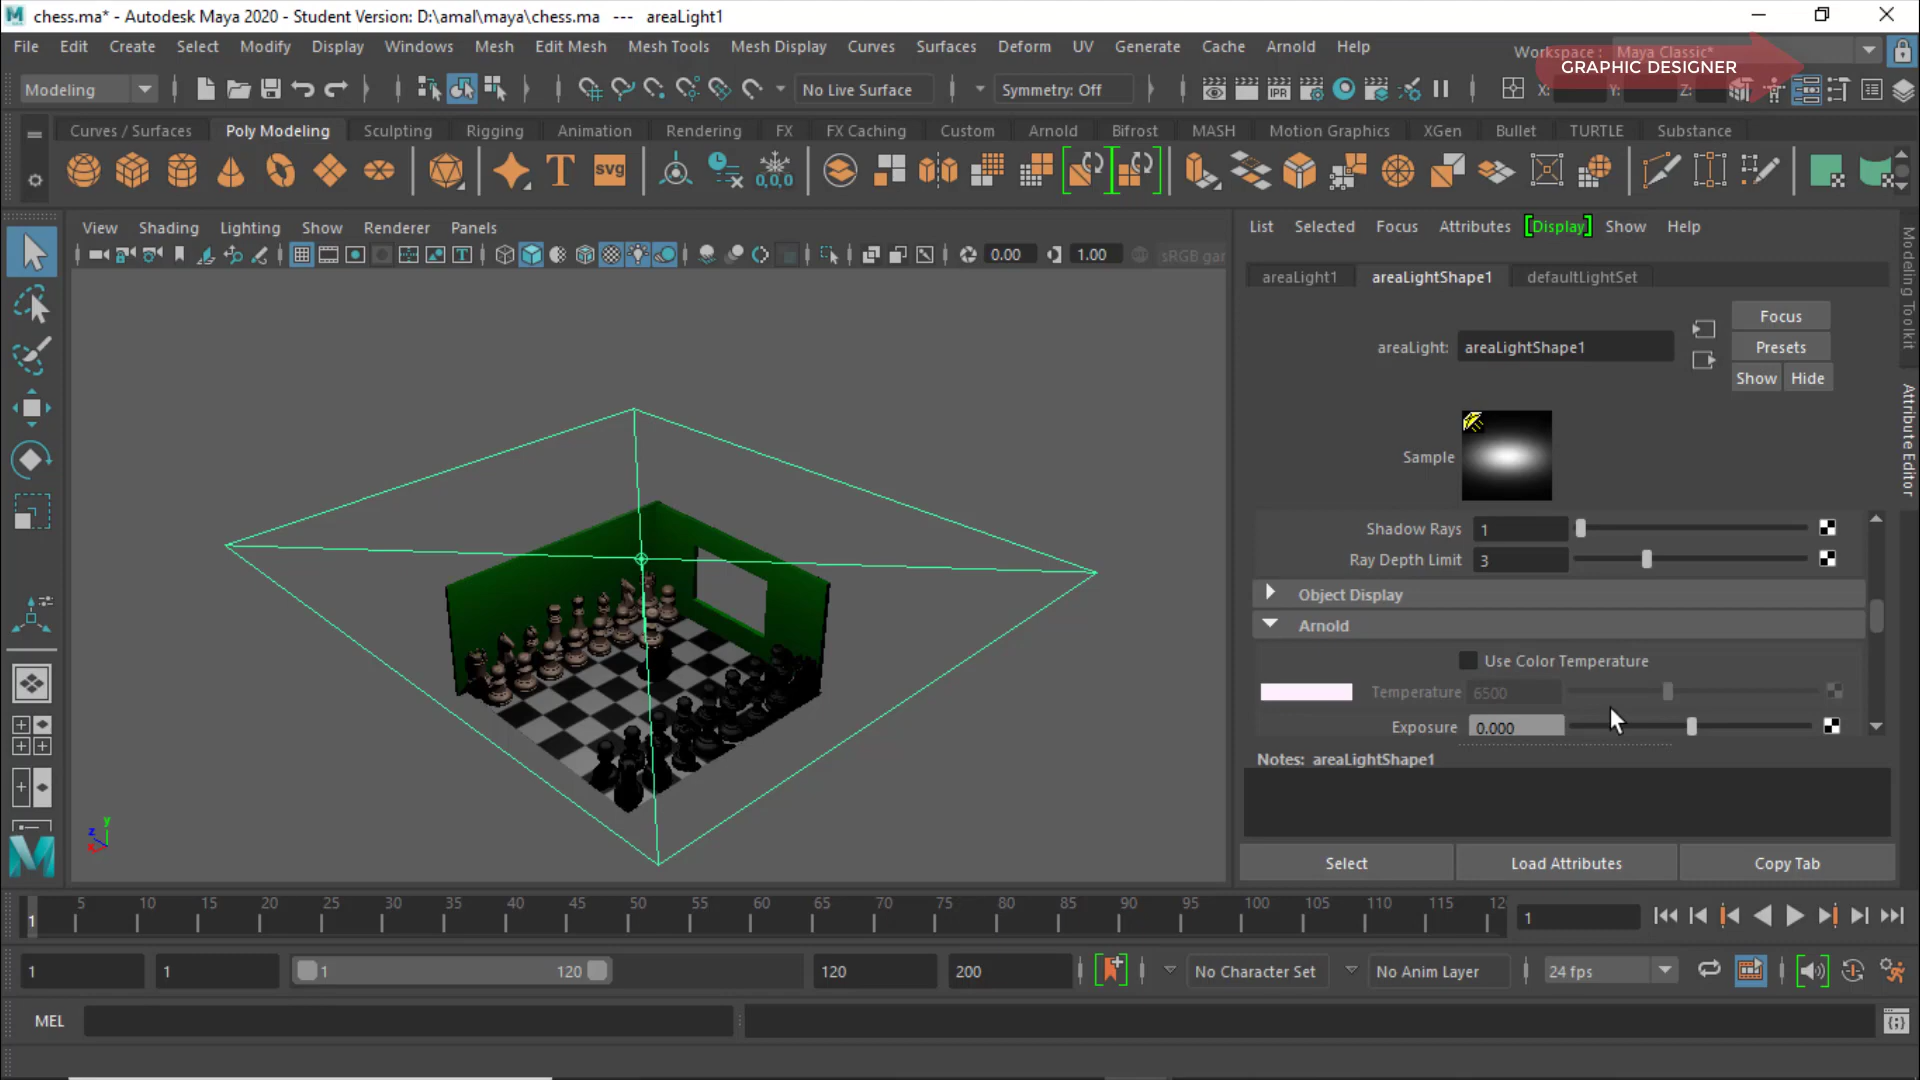 chess.ma* - Autodesk Maya 2020 - Student Version: D:\amal\maya\chess.ma --- areaLight1
File Edit Create Select Modify Display Windows Mesh Edit Mesh Mesh Tools Mesh Display Curves Surfaces Deform UV Generate Cache Arnold Help
Workspace : Maya Classic*
GRAPHIC DESIGNER
Modeling No Live Surface Symmetry: Off X: Y: Z:
Curves / Surfaces Poly Modeling Sculpting Rigging Animation Rendering FX FX Caching Custom Arnold Bifrost MASH Motion Graphics XGen Bullet TURTLE Substance
T svg 0,0,0
View Shading Lighting Show Renderer Panels
0.00 1.00 sRGB gar
List Selected Focus Attributes Display Show Help
areaLight1 areaLightShape1 defaultLightSet
areaLight: areaLightShape1
Focus
Presets
Show Hide
Sample
Shadow Rays 1
Ray Depth Limit 3
Object Display
Arnold
Use Color Temperature
Temperature 6500
Exposure 0.000
Notes: areaLightShape1
Select Load Attributes Copy Tab
Modeling Toolkit
Attribute Editor
y
z
x
5 10 15 20 25 30 35 40 45 50 55 60 65 70 75 80 85 90 95 100 105 110 115 12
1 1
1 1 1 120 120 200 No Character Set No Anim Layer 24 fps
MEL